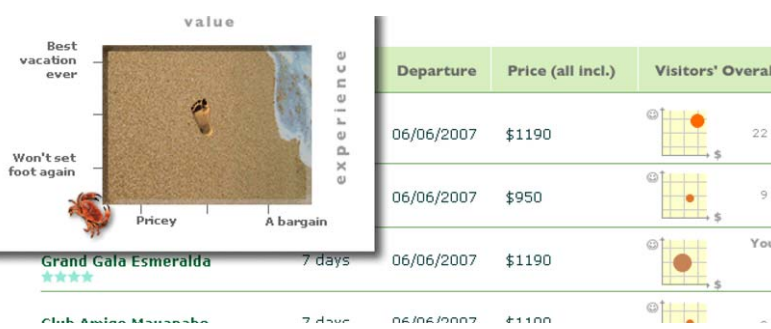 value
Best
vacation
ever
experience
Won't set
foot again
Pricey
A bargain
Departure Price (all incl.) Visitors' Overal
06/06/2007 $1190 $ 22
06/06/2007 $950 $ 9
Grand Gala Esmeralda 7 days 06/06/2007 $1190 $ You